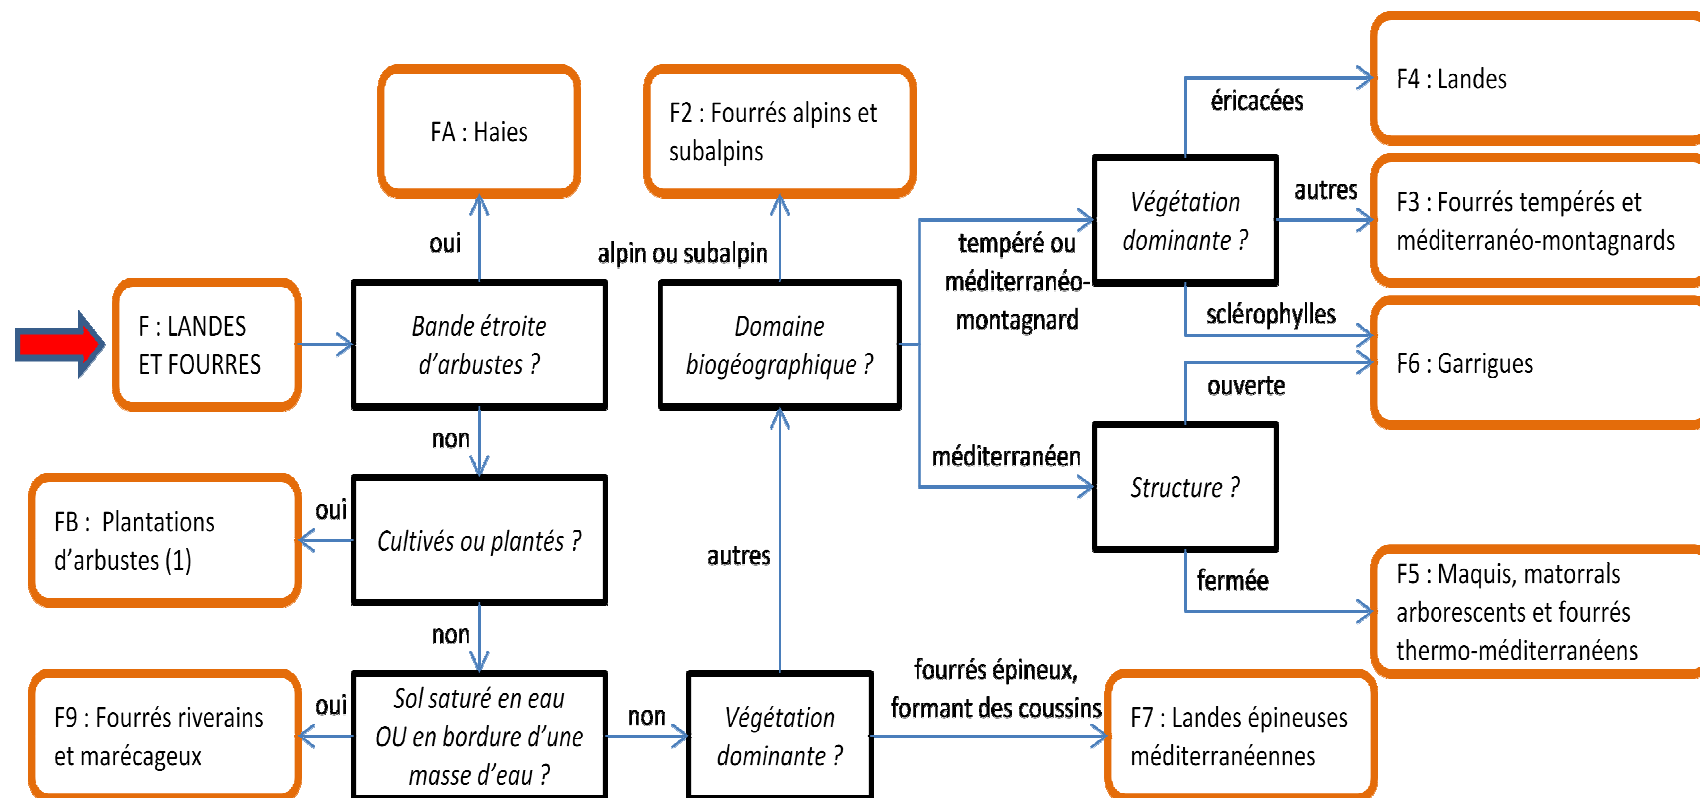 F : LANDES
ET FOURRES
Bande étroite
d’arbustes ?
oui
FA : Haies
non
Cultivés ou plantés ?
oui
FB :  Plantations
d’arbustes (1)
non
Sol saturé en eau
OU en bordure d’une
masse d’eau ?
oui
F9 : Fourrés riverains
et marécageux
non
Végétation
dominante ?
fourrés épineux,
formant des coussins
F7 : Landes épineuses
méditerranéennes
autres
Domaine
biogéographique ?
alpin ou subalpin
F2 : Fourrés alpins et
subalpins
tempéré ou
méditerranéo-
montagnard
Végétation
dominante ?
éricacées
F4 : Landes
autres
F3 : Fourrés tempérés et
méditerranéo-montagnards
sclérophylles
F6 : Garrigues
méditerranéen
Structure ?
ouverte
fermée
F5 : Maquis, matorrals
arborescents et fourrés
thermo-méditerranéens